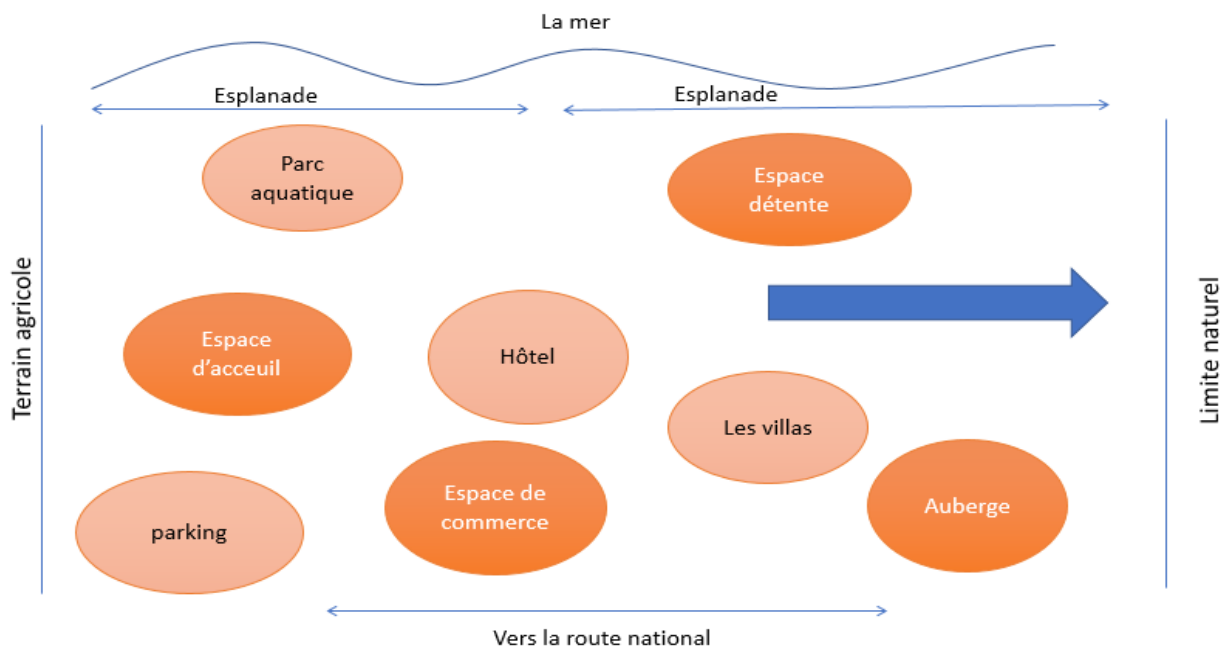 La mer
Esplanade
Esplanade
Parc
aquatique
Espace
détente
Terrain agricole
Limite naturel
Espace
d’acceuil
Hôtel
Les villas
Espace de
commerce
Auberge
parking
Vers la route national